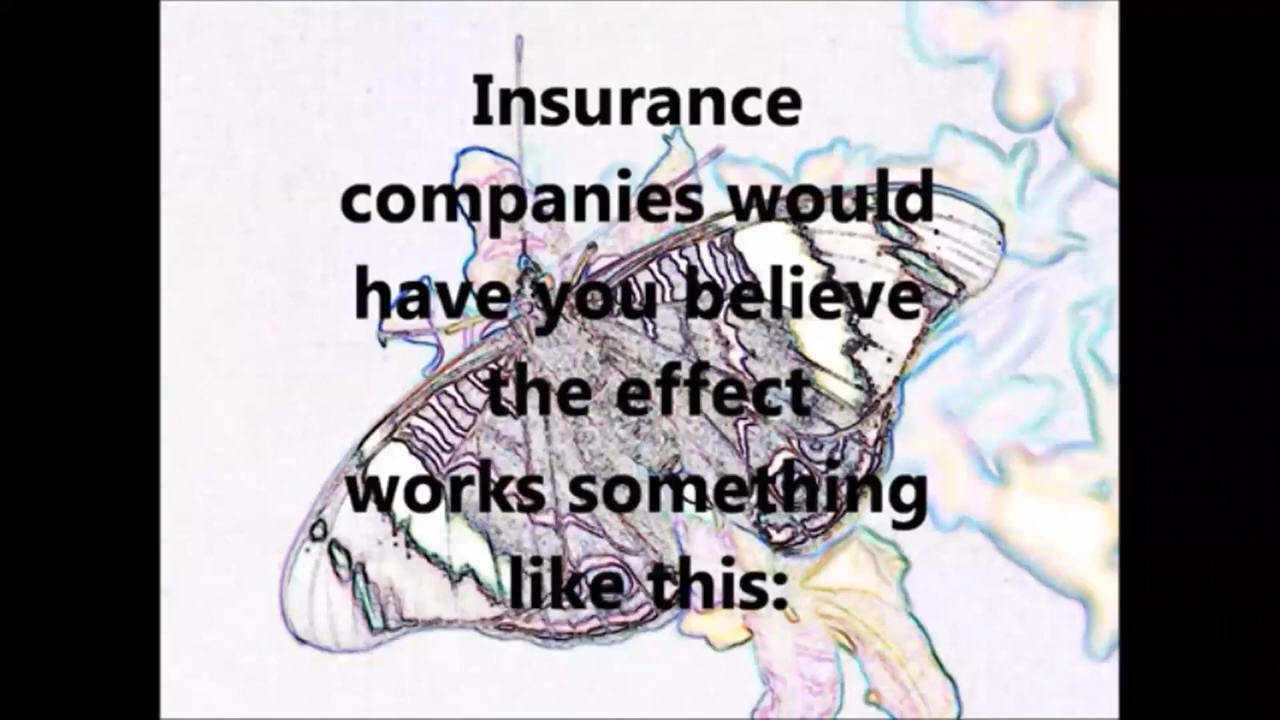 Insurance
companies would
have you believe
the effect
works something
like this: